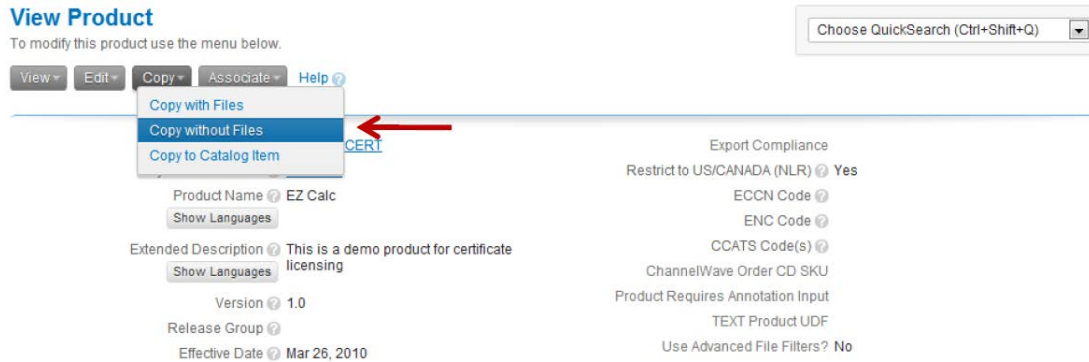 View Product
Choose QuickSearch (Ctrl+Shift+Q)
To modify this product use the menu below.
View Edit Copy Associate Help
Copy with Files
Copy without Files
Copy to Catalog Item
CERT
Product Name EZ Calc
Show Languages
Extended Description This is a demo product for certificate
licensing
Show Languages
Version 1.0
Release Group
Effective Date Mar 26, 2010
Export Compliance
Restrict to US/CANADA (NLR) Yes
ECCN Code
ENC Code
CCATS Code(s)
ChannelWave Order CD SKU
Product Requires Annotation Input
TEXT Product UDF
Use Advanced File Filters? No